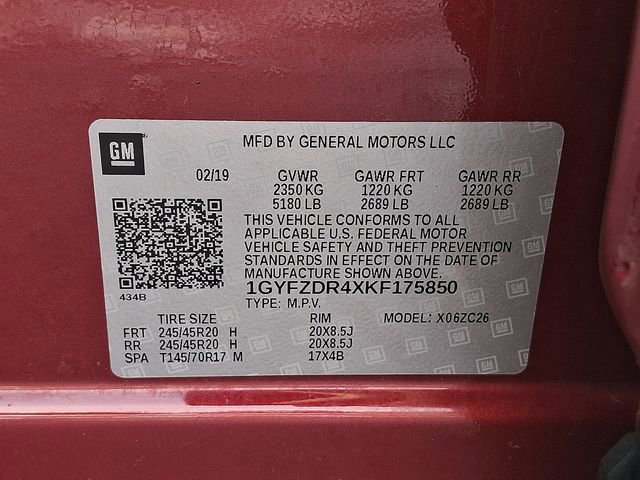 GM
MFD BY GENERAL MOTORS LLC
02/19 GVWR GAWR FRT GAWR RR
2350 KG 1220 KG 1220 KG
5180 LB 2689 LB 2689 LB
THIS VEHICLE CONFORMS TO ALL
APPLICABLE U.S. FEDERAL MOTOR
VEHICLE SAFETY AND THEFT PREVENTION
STANDARDS IN EFFECT ON THE DATE OF
MANUFACTURE SHOWN ABOVE.
434B
1GYFZDR4XKF175850
TYPE: M.P.V.
TIRE SIZE RIM MODEL: X06ZC26
FRT 245/45R20 H 20X8.5J
RR 245/45R20 H 20X8.5J
SPA T145/70R17 M 17X4B